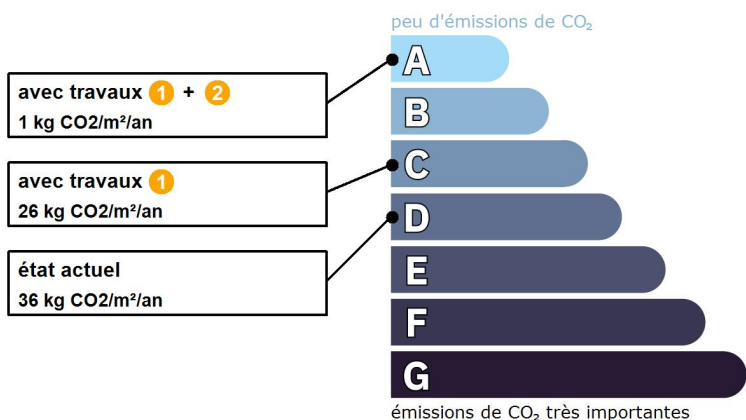 peu d'émissions de CO₂
A
avec travaux 1 + 2
1 kg CO2/m²/an
B
C
avec travaux 1
26 kg CO2/m²/an
D
état actuel
36 kg CO2/m²/an
E
F
G
émissions de CO₂ très importantes